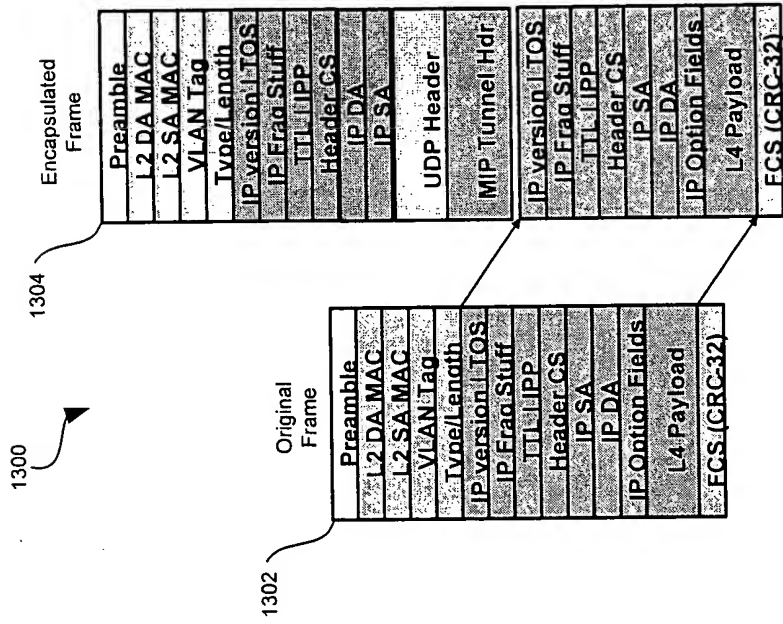 1300
1302
Original
Frame
Preamble
L2 DA MAC
L2 SA MAC
VLAN Tag
Type/Length
IP version | TOS
IP Frag Stuff
TTL | IPP
Header CS
IP SA
IP DA
IP Option Fields
L4 Payload
FCS (CRC-32)
1304
Encapsulated
Frame
Preamble
L2 DA MAC
L2 SA MAC
VLAN Tag
Type/Length
IP version | TOS
IP Frag Stuff
TTL | IPP
Header CS
IP DA
IP SA
UDP Header
MIP Tunnel Hdr
IP version | TOS
IP Frag Stuff
TTL | IPP
Header CS
IP SA
IP DA
IP Option Fields
L4 Payload
FCS (CRC-32)